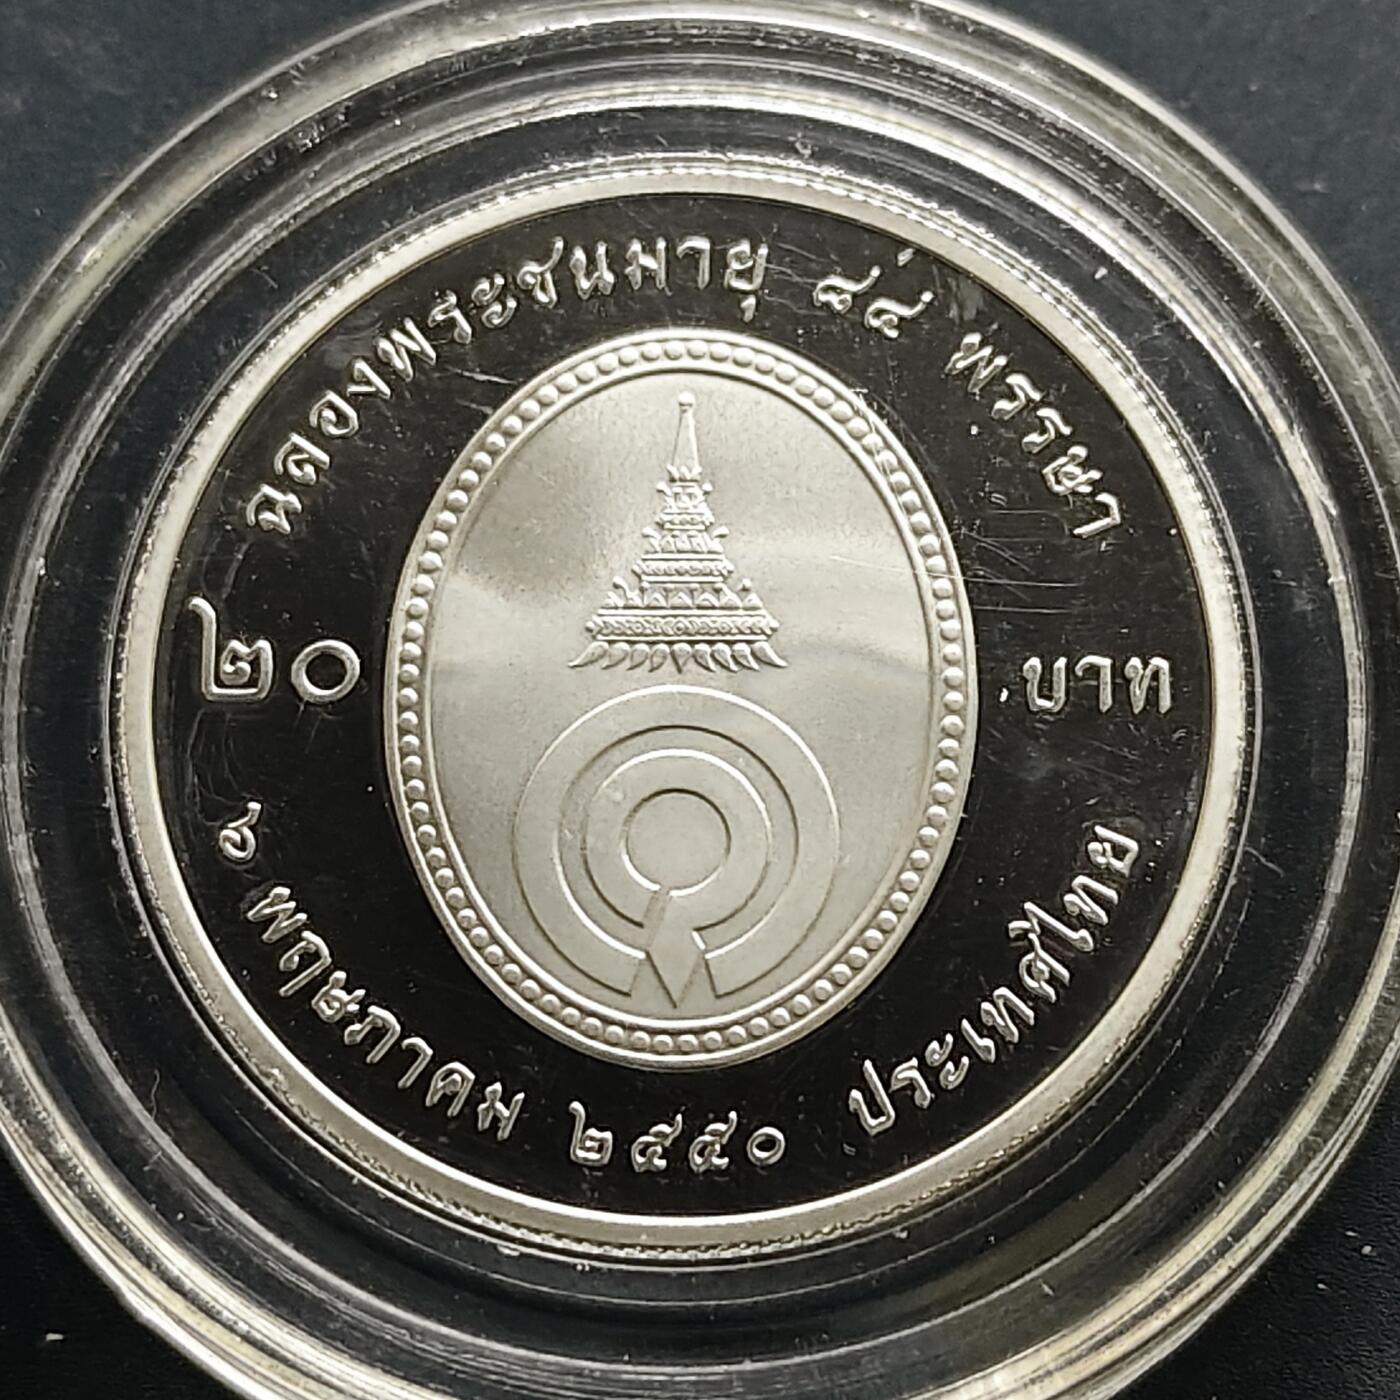 ฉลองพระชนมายุ ๘๔ พรรษา
๒๐ บาท
๖ พฤษภาคม ๒๕๕๐ ประเทศไทย